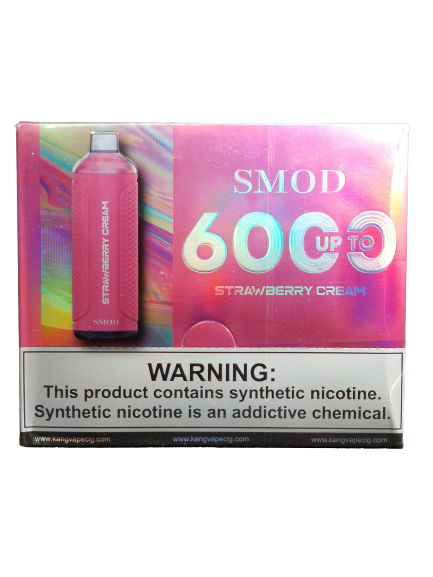 STRAWBERRY CREAM
SMOD
SMOD
6000
UP TO
STRAWBERRY CREAM
WARNING:
This product contains synthetic nicotine.
Synthetic nicotine is an addictive chemical.
www.kangvapecig.com www.kangvapecig.com www.kangvapecig.com